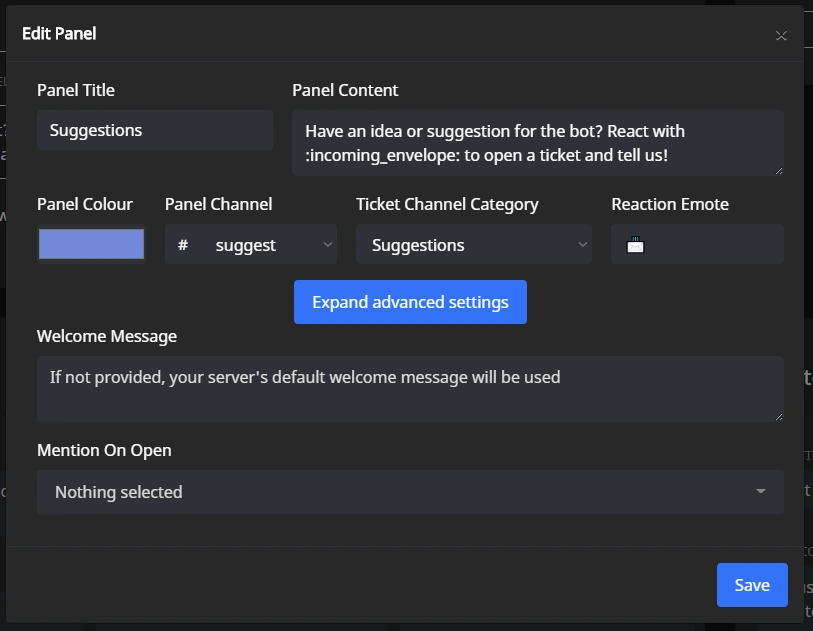 Edit Panel
Panel Title
Panel Content
Suggestions
Have an idea or suggestion for the bot? React with
:incoming_envelope: to open a ticket and tell us!
Panel Colour
Panel Channel
Ticket Channel Category
Reaction Emote
# suggest
Suggestions
Expand advanced settings
Welcome Message
If not provided, your server's default welcome message will be used
Mention On Open
Nothing selected
Save